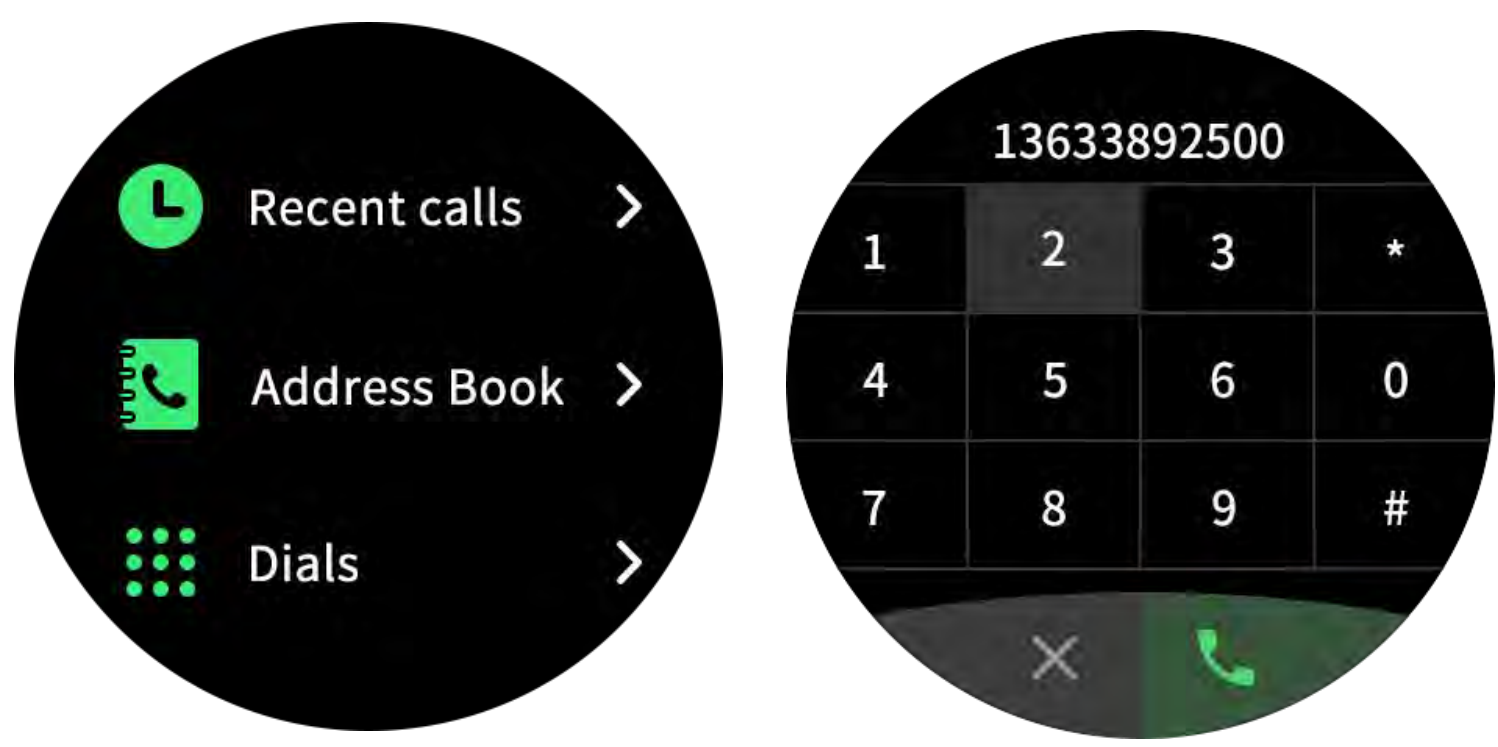 Recent calls
Address Book
Dials
13633892500
1 2 3 *
4 5 6 0
7 8 9 #